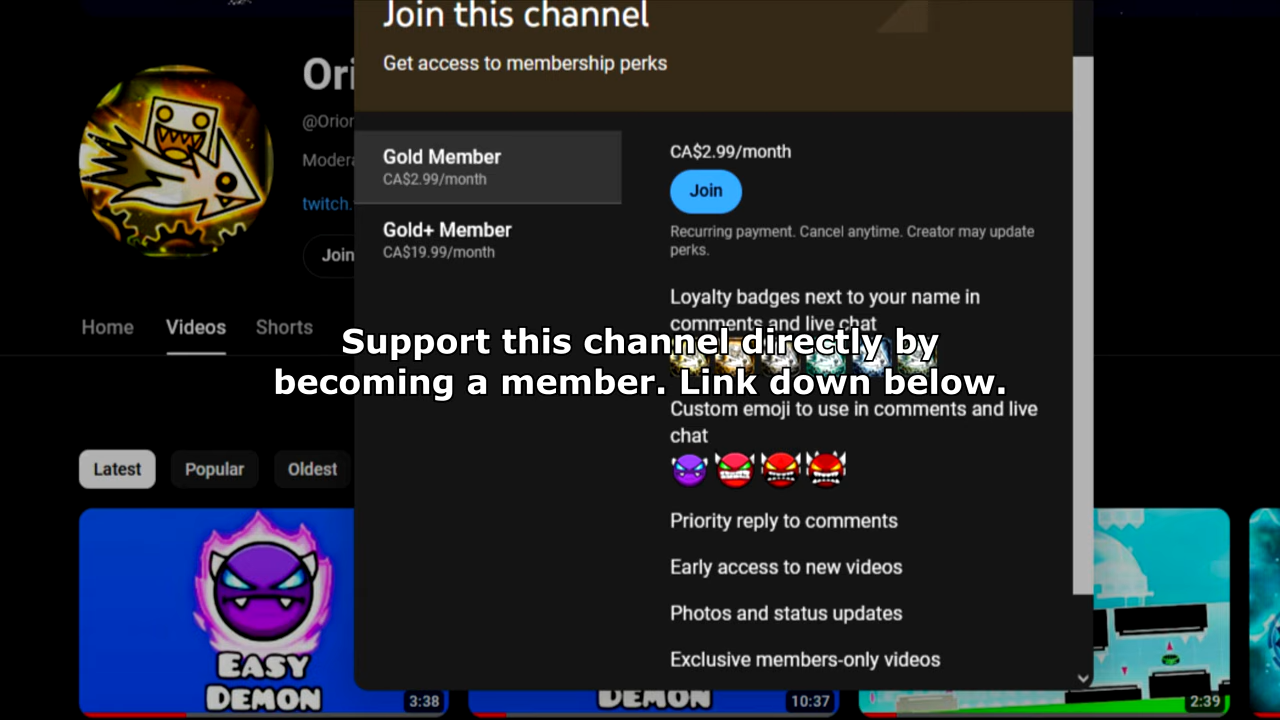 Join this channel
Get access to membership perks
Ori
@Orior
Modera
twitch.
Join
Gold Member
CA$2.99/month
Gold+ Member
CA$19.99/month
CA$2.99/month
Join
Recurring payment. Cancel anytime. Creator may update
perks.
Loyalty badges next to your name in
comments and live chat
Support this channel directly by
becoming a member. Link down below.
Custom emoji to use in comments and live
chat
Priority reply to comments
Early access to new videos
Photos and status updates
Exclusive members-only videos
Home Videos Shorts
Latest Popular Oldest
EASY
DEMON
3:38
DEMON
10:37
2:39